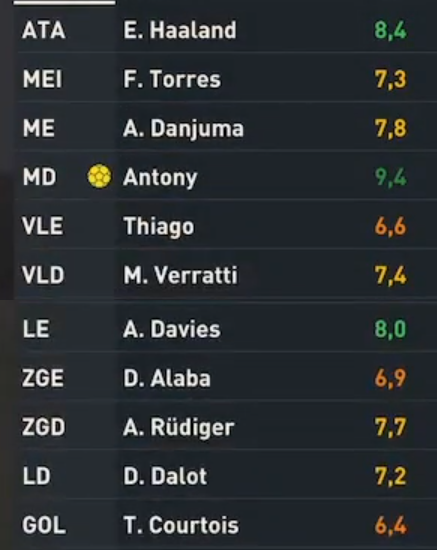 ATA E. Haaland 8,4
MEI F. Torres 7,3
ME A. Danjuma 7,8
MD Antony 9,4
VLE Thiago 6,6
VLD M. Verratti 7,4
LE A. Davies 8,0
ZGE D. Alaba 6,9
ZGD A. Rüdiger 7,7
LD D. Dalot 7,2
GOL T. Courtois 6,4